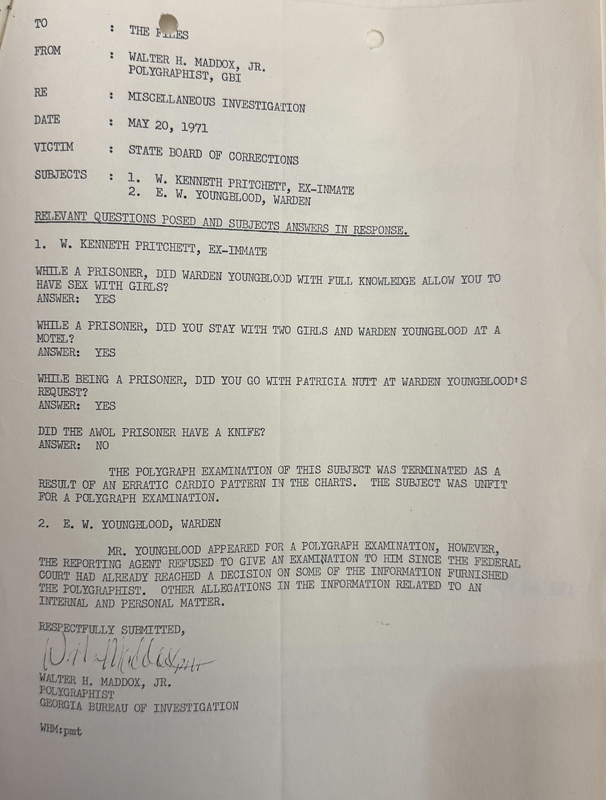 TO : THE FILES
FROM : WALTER H. MADDOX, JR.
POLYGRAPHIST, GBI
RE : MISCELLANEOUS INVESTIGATION
DATE : MAY 20, 1971
VICTIM : STATE BOARD OF CORRECTIONS
SUBJECTS : 1. W. KENNETH PRITCHETT, EX-INMATE
2. E. W. YOUNGBLOOD, WARDEN
RELEVANT QUESTIONS POSED AND SUBJECTS ANSWERS IN RESPONSE.
1. W. KENNETH PRITCHETT, EX-IMMATE
WHILE A PRISONER, DID WARDEN YOUNGBLOOD WITH FULL KNOWLEDGE ALLOW YOU TO
HAVE SEX WITH GIRLS?
ANSWER: YES
WHILE A PRISONER, DID YOU STAY WITH TWO GIRLS AND WARDEN YOUNGBLOOD AT A
MOTEL?
ANSWER: YES
WHILE BEING A PRISONER, DID YOU GO WITH PATRICIA NUTT AT WARDEN YOUNGBLOOD'S
REQUEST?
ANSWER: YES
DID THE AWOL PRISONER HAVE A KNIFE?
ANSWER: NO
THE POLYGRAPH EXAMINATION OF THIS SUBJECT WAS TERMINATED AS A
RESULT OF AN ERRATIC CARDIO PATTERN IN THE CHARTS. THE SUBJECT WAS UNFIT
FOR A POLYGRAPH EXAMINATION.
2. E. W. YOUNGBLOOD, WARDEN
MR. YOUNGBLOOD APPEARED FOR A POLYGRAPH EXAMINATION, HOWEVER,
THE REPORTING AGENT REFUSED TO GIVE AN EXAMINATION TO HIM SINCE THE FEDERAL
COURT HAD ALREADY REACHED A DECISION ON SOME OF THE INFORMATION FURNISHED
THE POLYGRAPHIST. OTHER ALLEGATIONS IN THE INFORMATION RELATED TO AN
INTERNAL AND PERSONAL MATTER.
RESPECTFULLY SUBMITTED,
WALTER H. MADDOX, JR.
POLYGRAPHIST
GEORGIA BUREAU OF INVESTIGATION
WHM:pmt